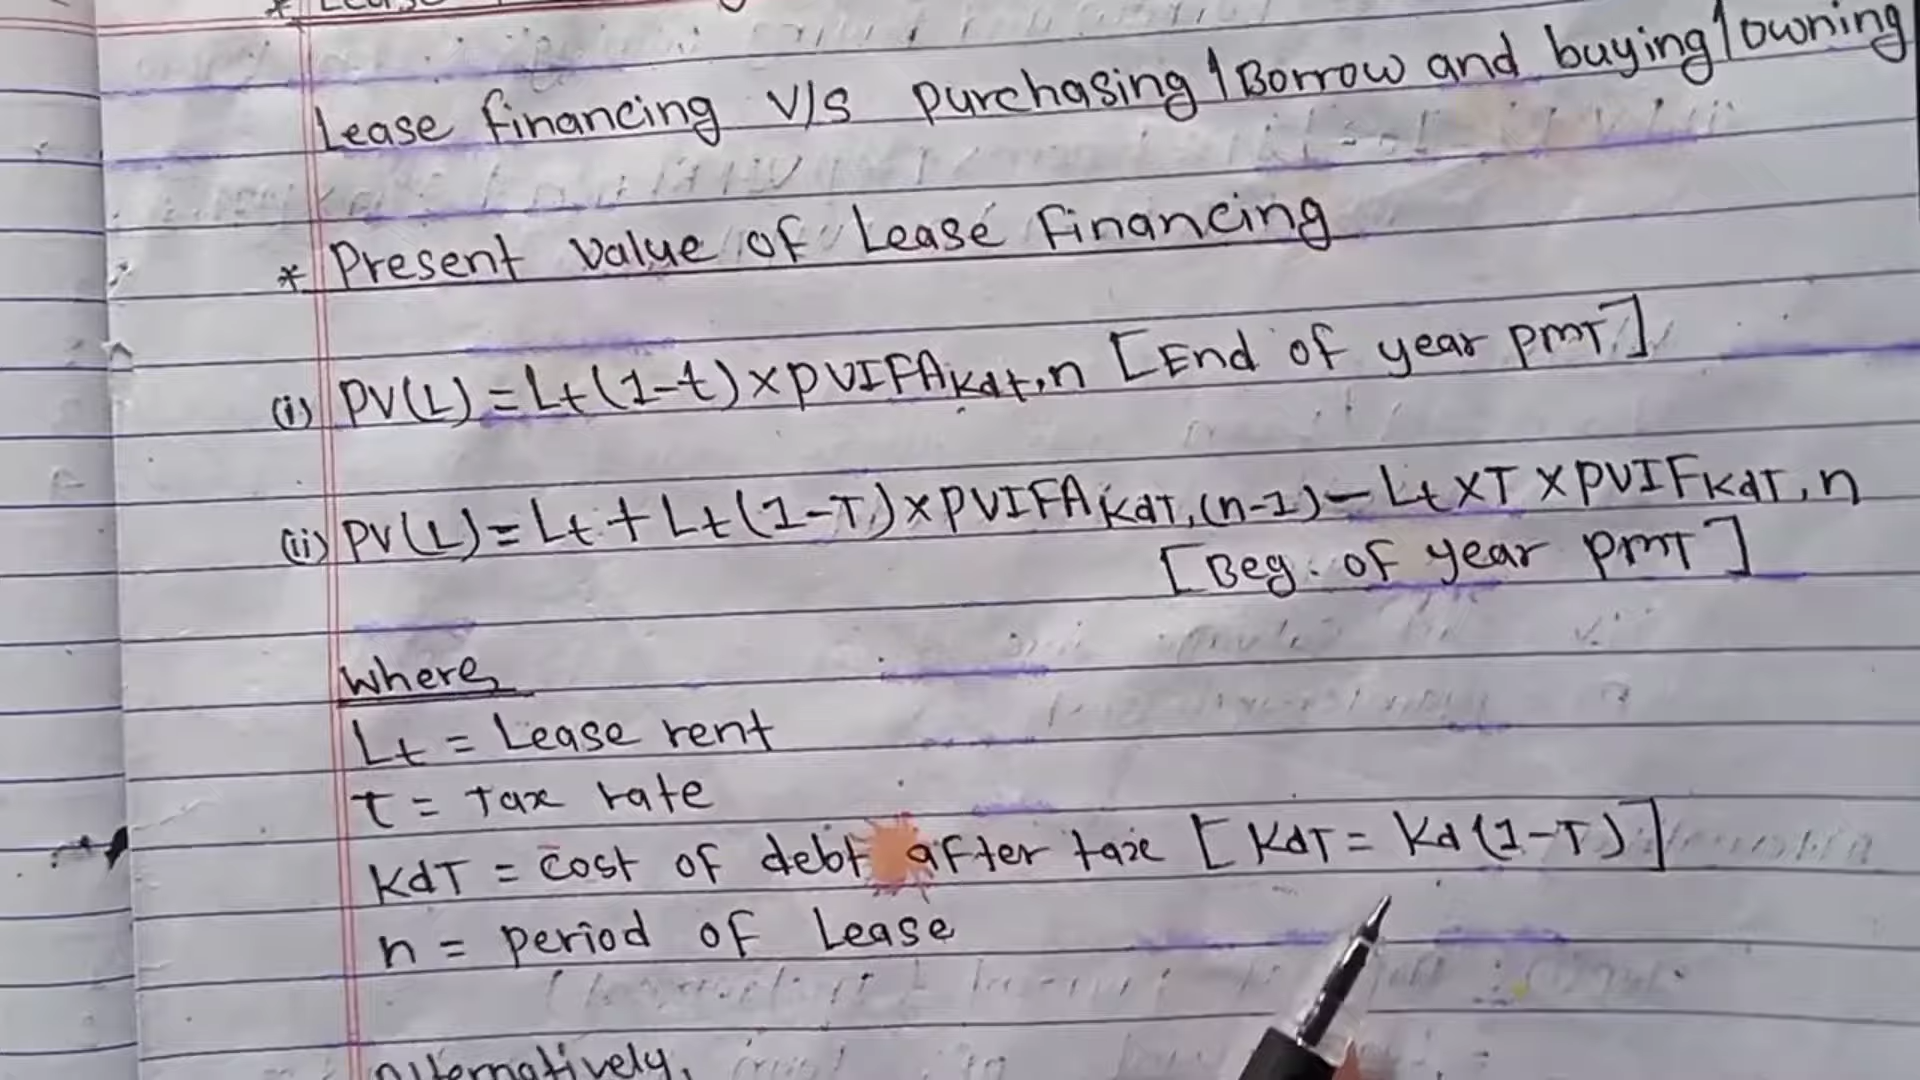 Lease financing v/s purchasing/Borrow and buying/owning
* Present value of Lease Financing
(i) PV(L) = Lt(1-t)×PVIFAKdt,n [End of year pmt]
(ii) PV(L) = Lt + Lt(1-T)×PVIFAKdT,(n-1) - Lt×T×PVIFKdT,n
[Beg. of year pmt]
where,
Lt = Lease rent
t = Tax rate
KdT = cost of debt after tax [KdT = Kd(1-T)]
n = period of Lease
Alternatively,